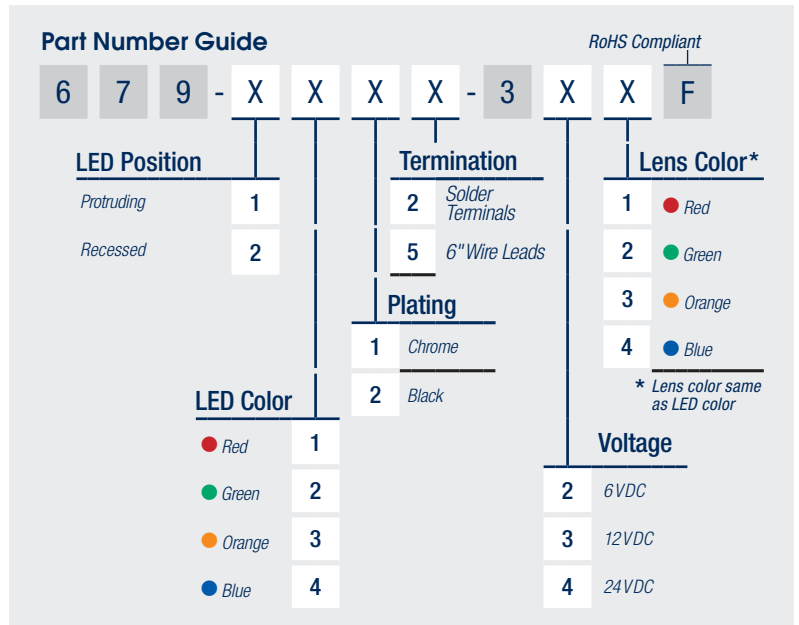 Part Number Guide
RoHS Compliant
6 7 9 - X X X X - 3 X X F
LED Position
Protruding 1
Recessed 2
Termination
2 Solder Terminals
5 6" Wire Leads
Lens Color*
1 Red
2 Green
3 Orange
4 Blue
* Lens color same
as LED color
Plating
1 Chrome
2 Black
LED Color
Red 1
Green 2
Orange 3
Blue 4
Voltage
2 6VDC
3 12VDC
4 24VDC